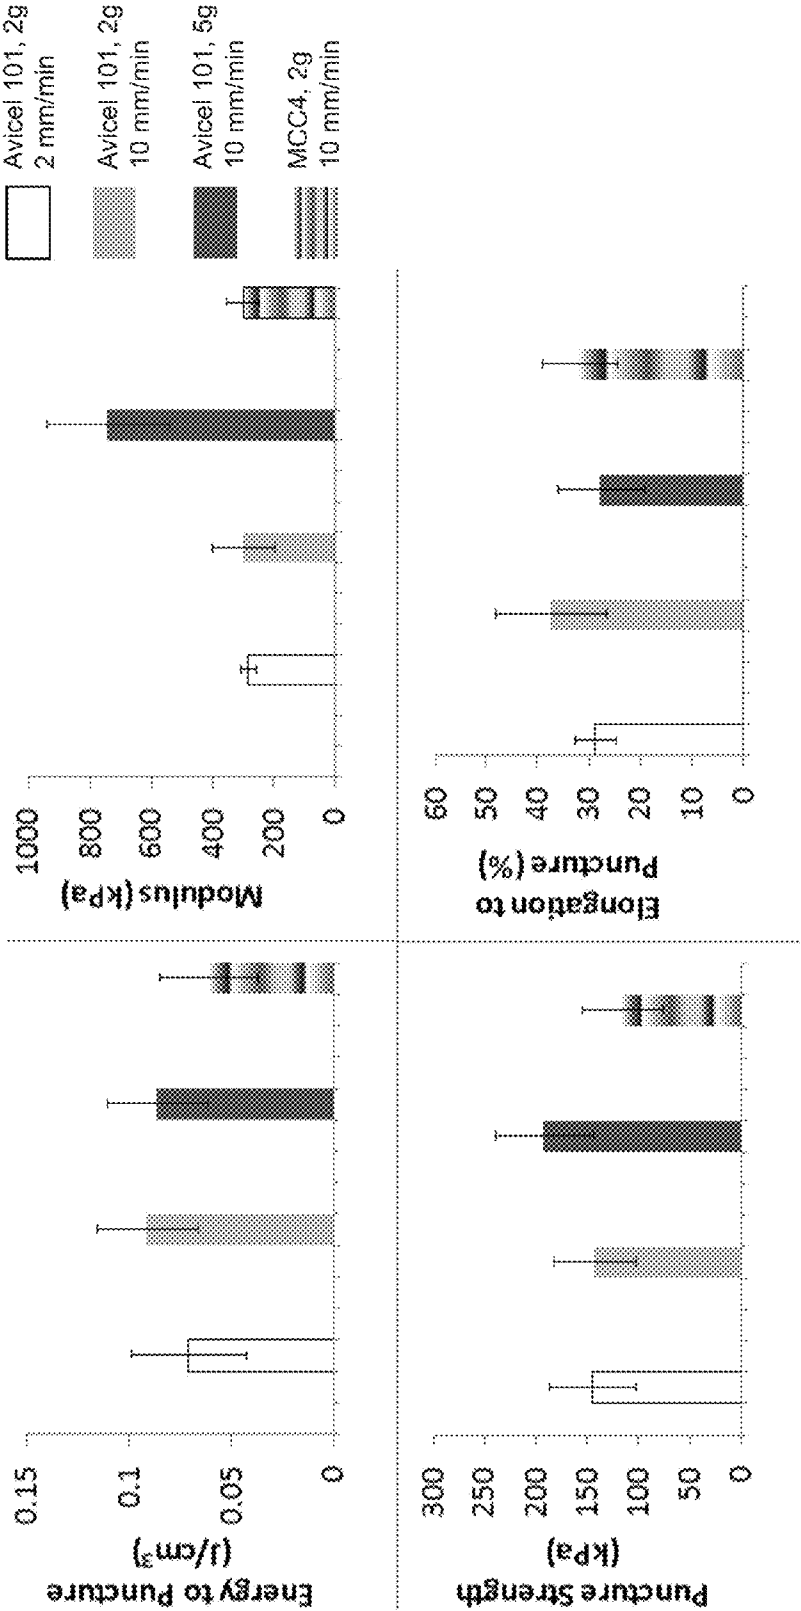 Energy to Puncture
(J/cm³)
0.15
0.1
0.05
0
Modulus (kPa)
1000
800
600
400
200
0
Avicel 101, 2g
2 mm/min
Avicel 101, 2g
10 mm/min
Avicel 101, 5g
10 mm/min
MCC4, 2g
10 mm/min
Puncture Strength
(kPa)
300
250
200
150
100
50
0
Elongation to
Puncture (%)
60
50
40
30
20
10
0